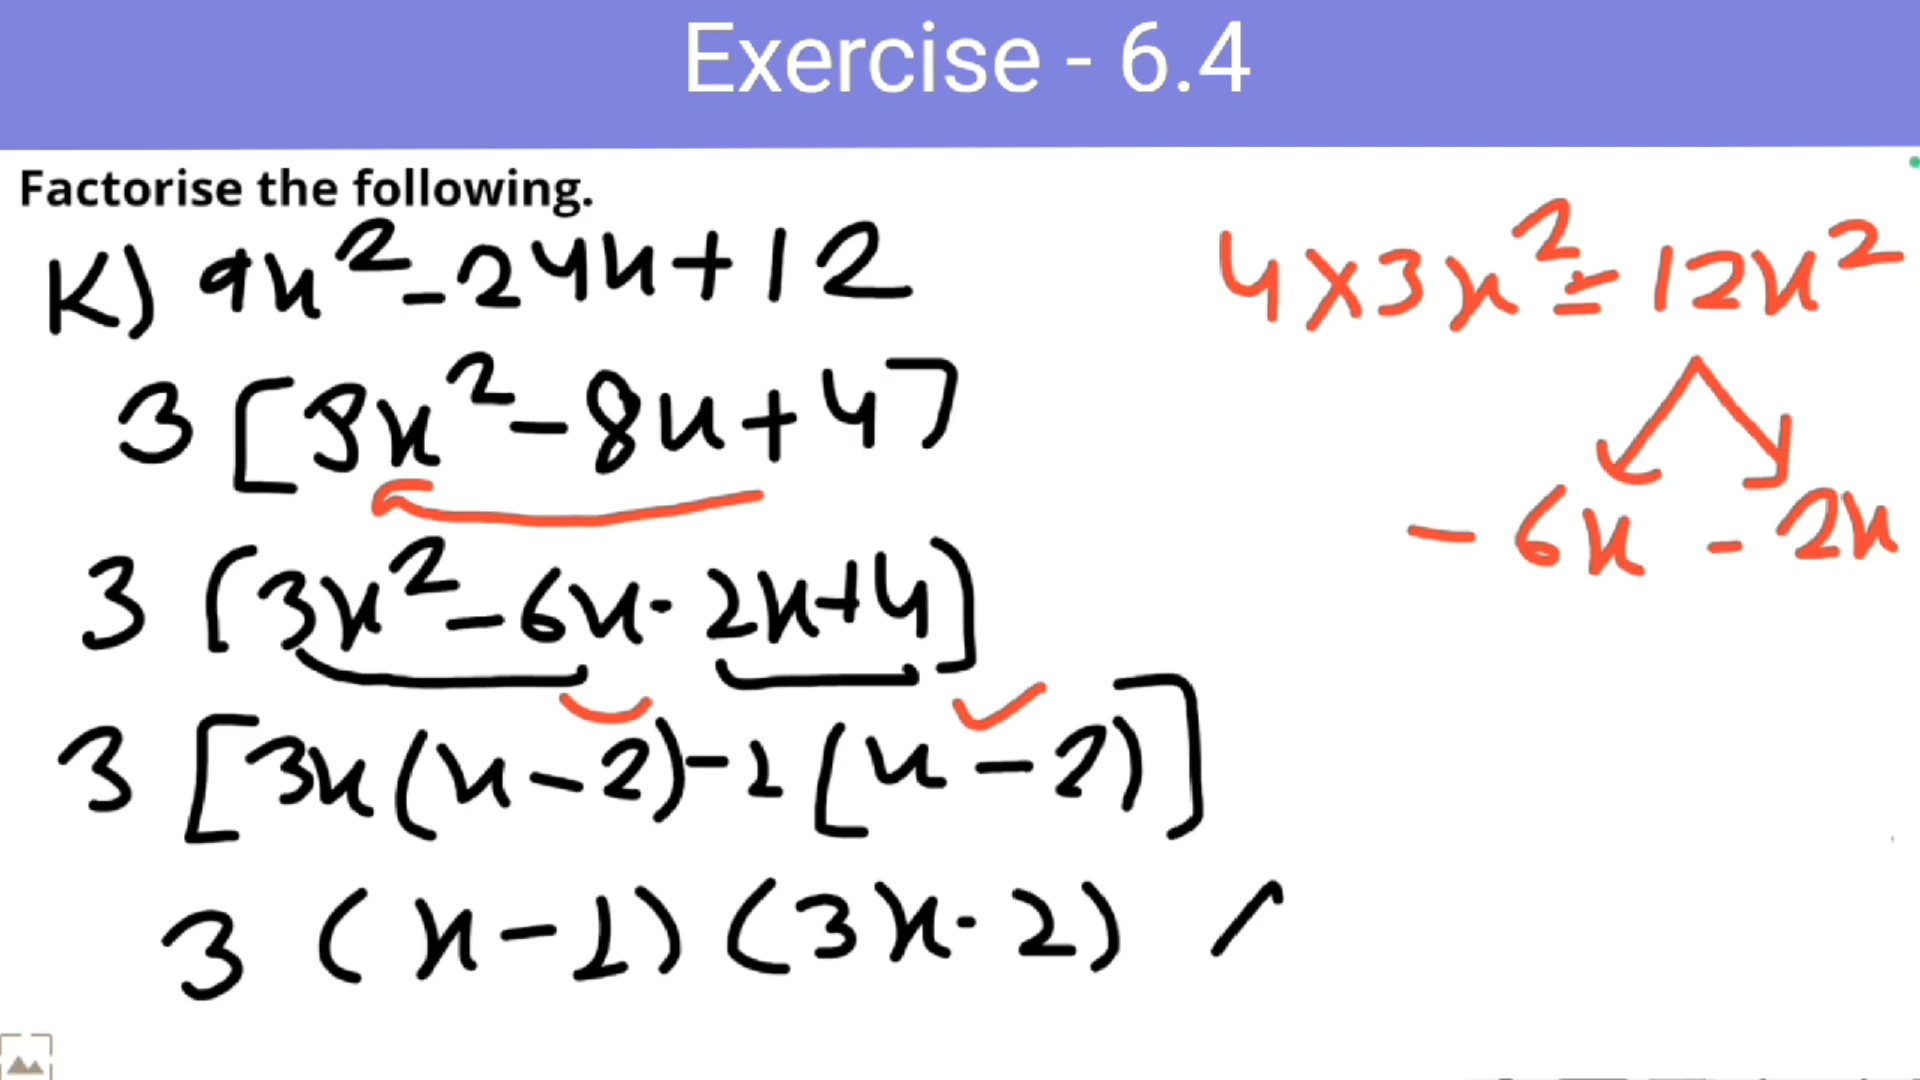 Exercise - 6.4
Factorise the following.
K) 9x² - 24x + 12
3 [3x² - 8x + 4]
3 [3x² - 6x - 2x + 4]
3 [3x (x - 2) - 2 (x - 2)]
3 (x - 2) (3x - 2)
4 × 3x² = 12x²
- 6x - 2x